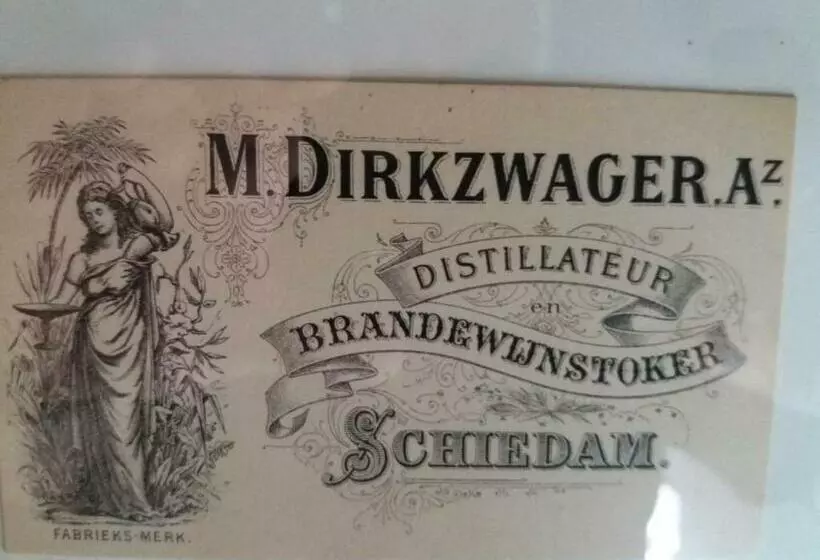 M. DIRKZWAGER. Az.
DISTILLATEUR
en
BRANDEWIJNSTOKER
SCHIEDAM.
FABRIEKS-MERK.